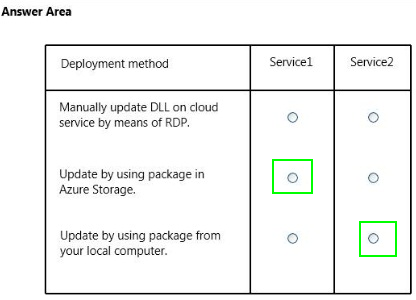 Answer Area
Deployment method Service1 Service2
Manually update DLL on cloud
service by means of RDP.
Update by using package in
Azure Storage.
Update by using package from
your local computer.